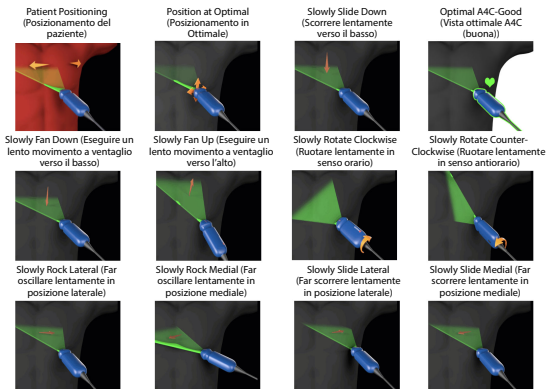 Patient Positioning
(Posizionamento del
paziente)
Position at Optimal
(Posizionamento in
Ottimale)
Slowly Slide Down
(Scorrere lentamente
verso il basso)
Optimal A4C-Good
(Vista ottimale A4C
(buona))
Slowly Fan Down (Eseguire un
lento movimento a ventaglio
verso il basso)
Slowly Fan Up (Eseguire un
lento movimento a ventaglio
verso l'alto)
Slowly Rotate Clockwise
(Ruotare lentamente in
senso orario)
Slowly Rotate Counter-
Clockwise (Ruotare lentamente
in senso antiorario)
Slowly Rock Lateral (Far
oscillare lentamente in
posizione laterale)
Slowly Rock Medial (Far
oscillare lentamente in
posizione mediale)
Slowly Slide Lateral
(Far scorrere lentamente
in posizione laterale)
Slowly Slide Medial (Far
scorrere lentamente in
posizione mediale)